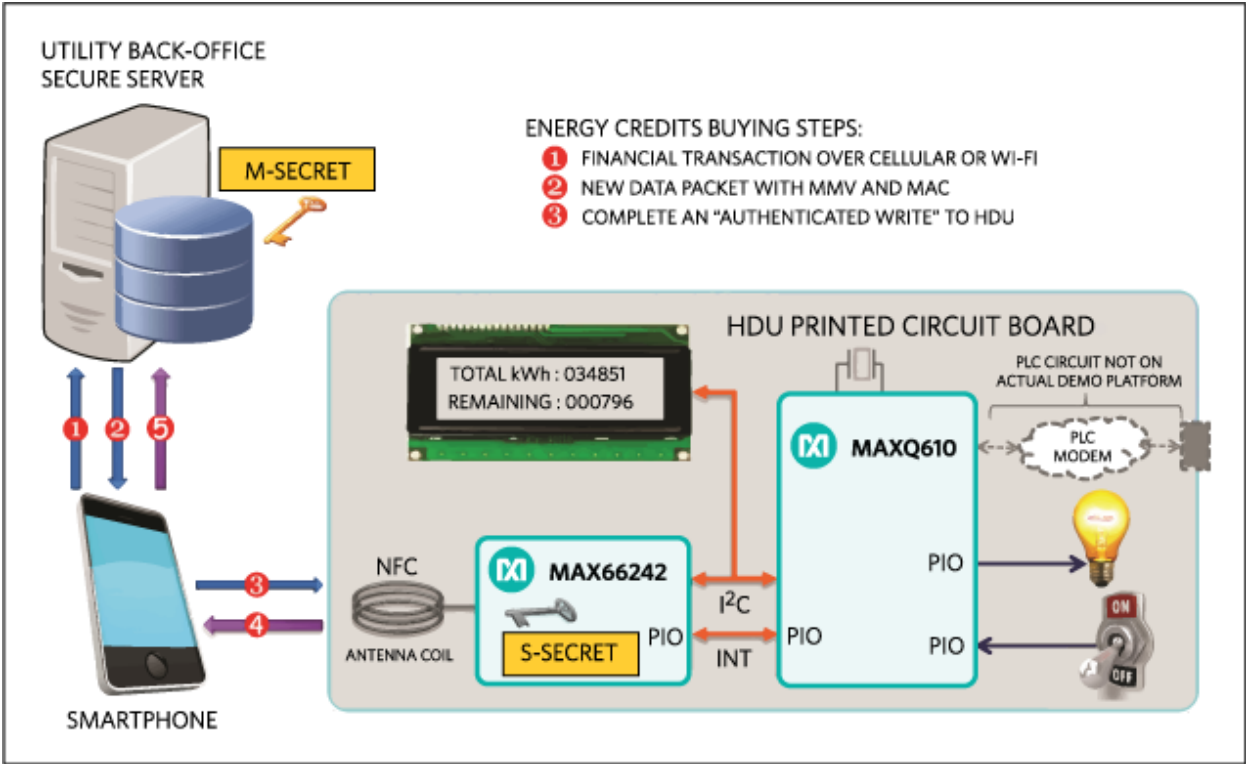 UTILITY BACK-OFFICE
SECURE SERVER
M-SECRET
ENERGY CREDITS BUYING STEPS:
1 FINANCIAL TRANSACTION OVER CELLULAR OR WI-FI
2 NEW DATA PACKET WITH MMV AND MAC
3 COMPLETE AN “AUTHENTICATED WRITE” TO HDU
HDU PRINTED CIRCUIT BOARD
TOTAL kWh : 034851
REMAINING : 000796
PLC CIRCUIT NOT ON
ACTUAL DEMO PLATFORM
1 2 5
MAXQ610
PLC
MODEM
NFC
MAX66242
PIO
3
I²C
ON
4
ANTENNA COIL
S-SECRET
PIO
INT
PIO
PIO
OFF
SMARTPHONE